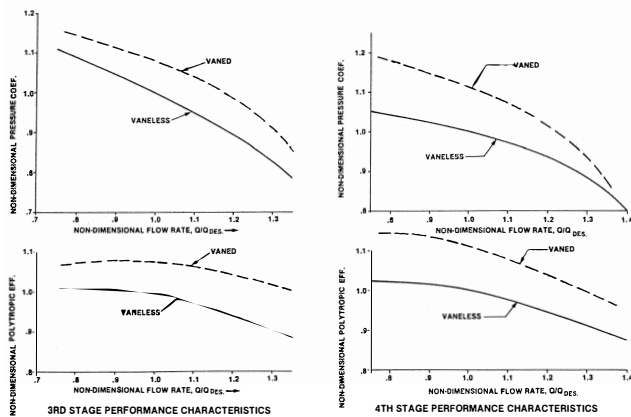 NON-DIMENSIONAL PRESSURE COEF.
1.2
1.1
1.0
.9
.8
.7
VANED
VANELESS
.7 .8 .9 1.0 1.1 1.2 1.3
NON-DIMENSIONAL FLOW RATE, Q/QDES.
NON-DIMENSIONAL PRESSURE COEF.
1.2
1.1
1.0
.9
.8
VANED
VANELESS
.8 .9 1.0 1.1 1.2 1.3 1.4
NON-DIMENSIONAL FLOW RATE, Q/QDES.
NON-DIMENSIONAL POLYTROPIC EFF.
1.1
1.0
.9
.8
VANED
VANELESS
.7 .8 .9 1.0 1.1 1.2 1.3
NON-DIMENSIONAL FLOW RATE, Q/QDES.
3RD STAGE PERFORMANCE CHARACTERISTICS
NON-DIMENSIONAL POLYTROPIC EFF.
1.1
1.0
.9
.8
VANED
VANELESS
.8 .9 1.0 1.1 1.2 1.3 1.4
NON-DIMENSIONAL FLOW RATE, Q/QDES.
4TH STAGE PERFORMANCE CHARACTERISTICS